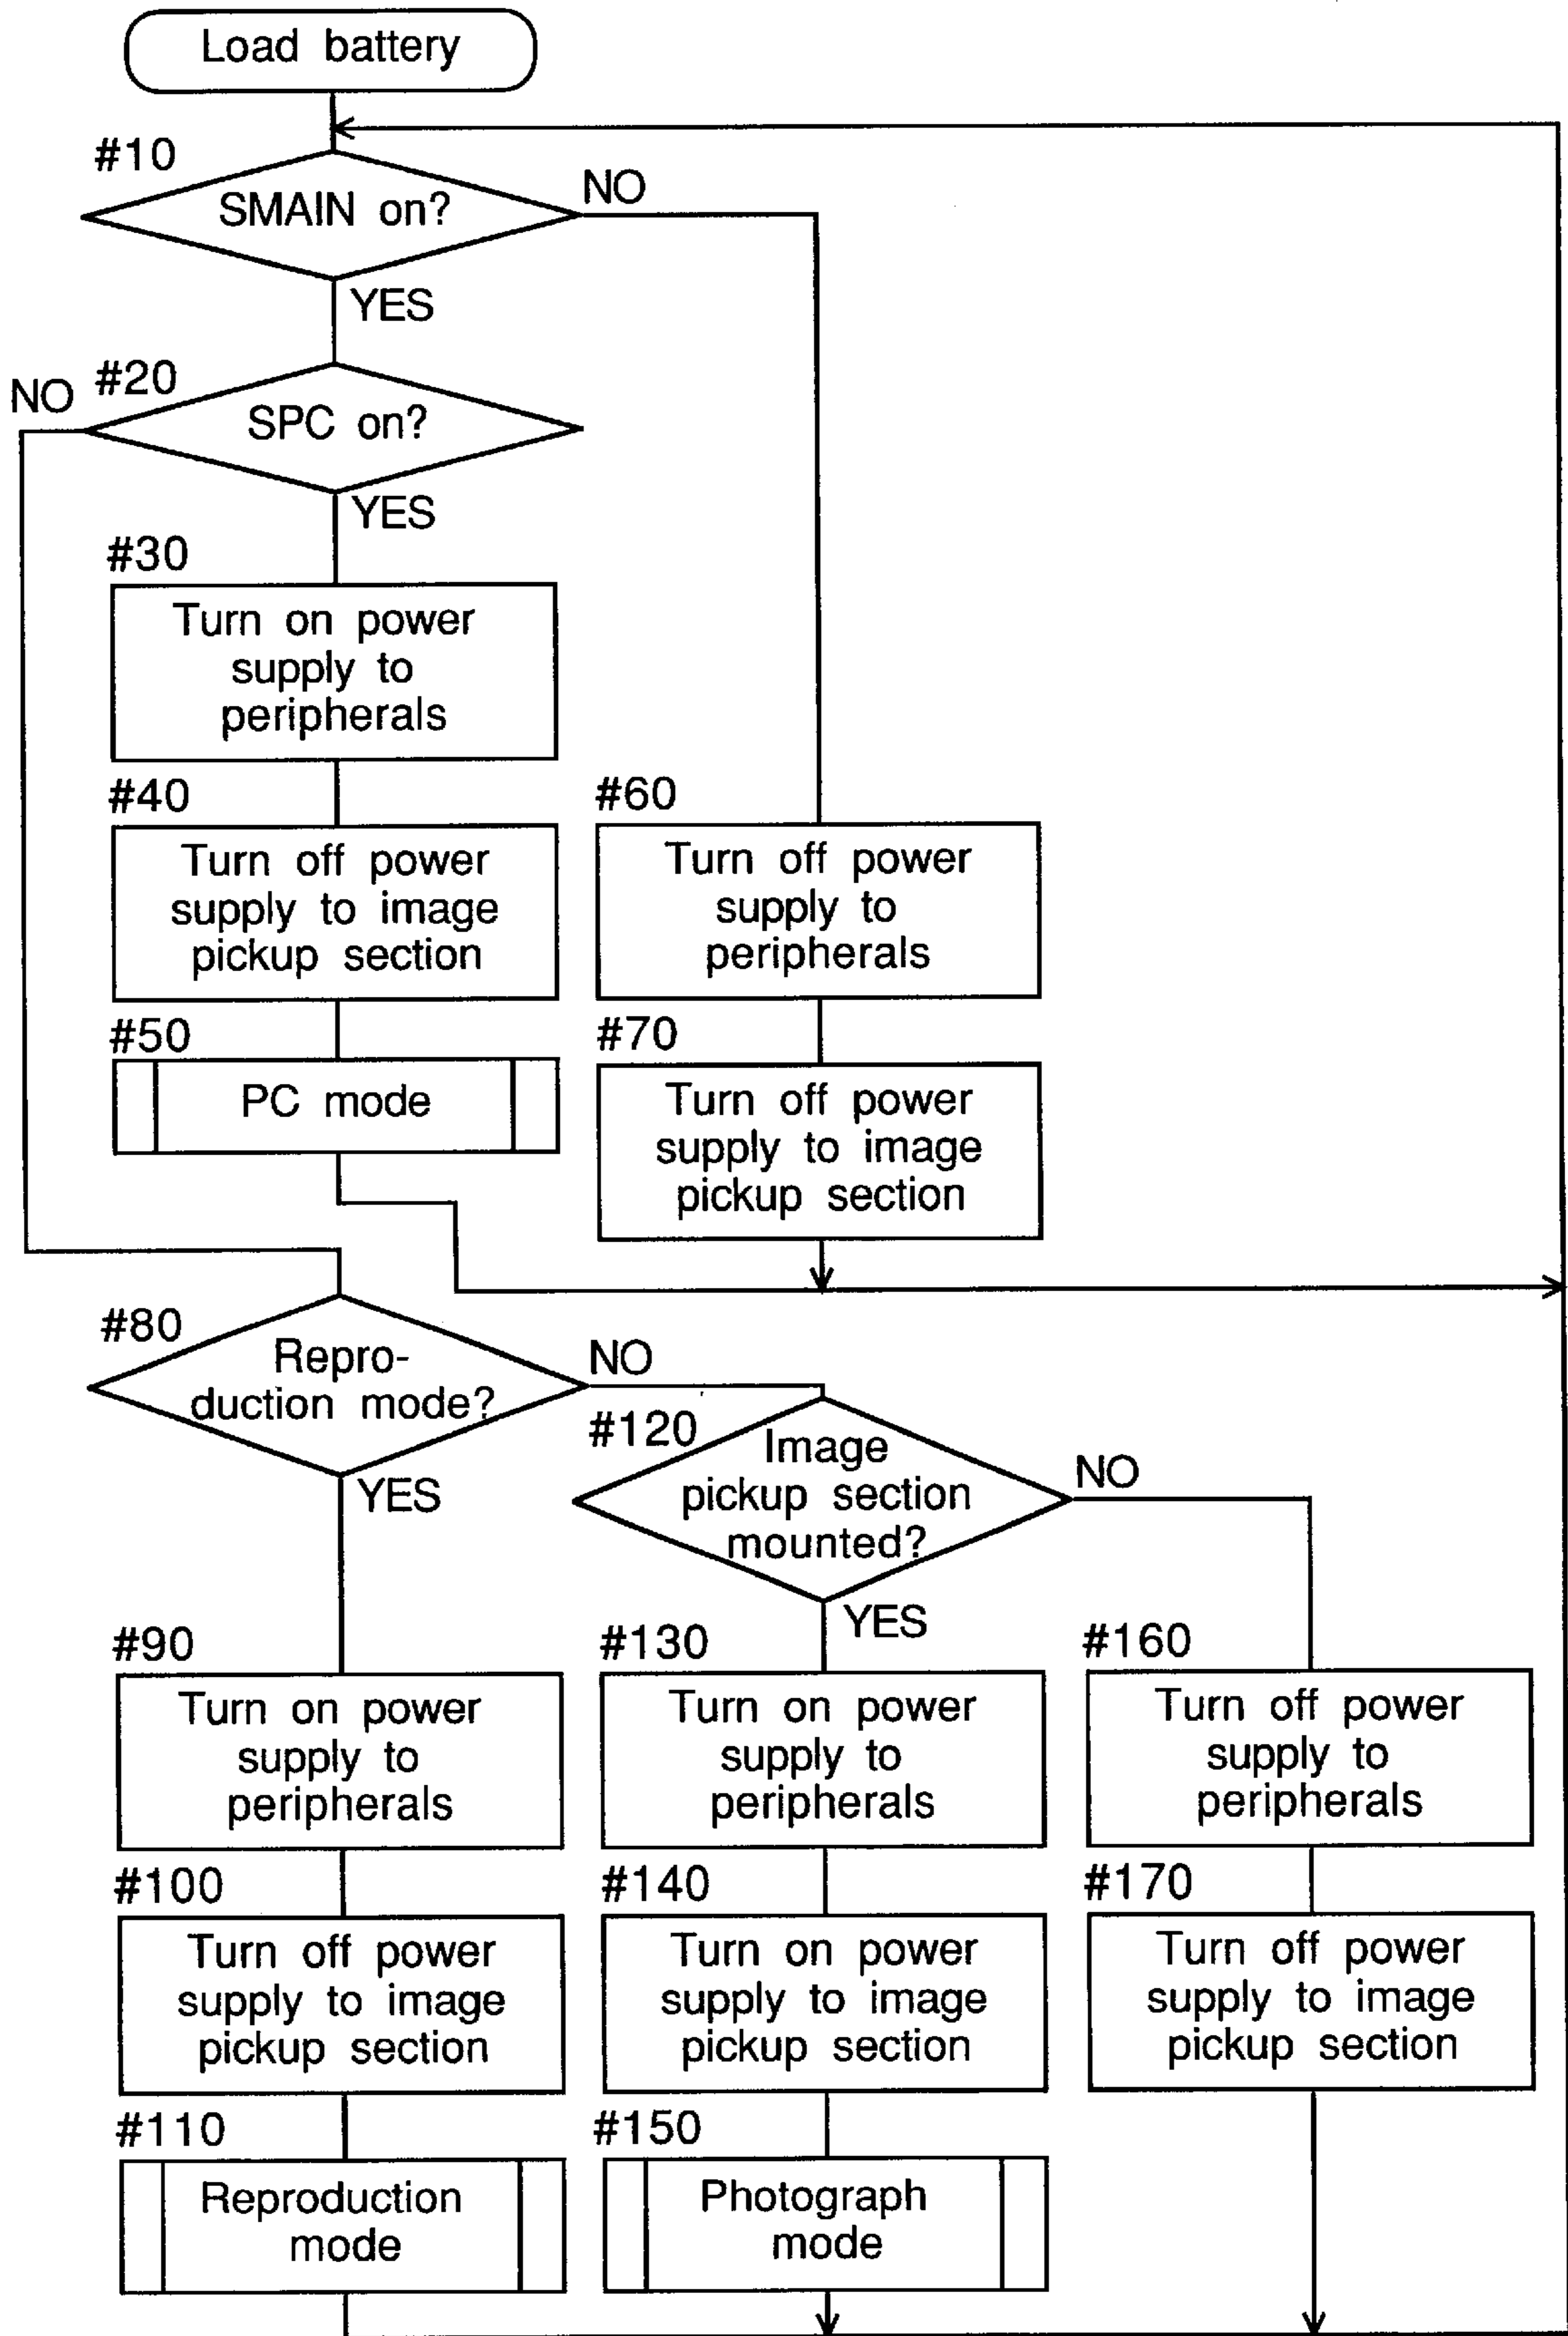 Load battery
#10
SMAIN on?
NO
YES
NO
#20
SPC on?
YES
#30
Turn on power
supply to
peripherals
#40
Turn off power
supply to image
pickup section
#50
PC mode
#60
Turn off power
supply to
peripherals
#70
Turn off power
supply to image
pickup section
#80
Repro-
duction mode?
NO
YES
#120
Image
pickup section
mounted?
NO
YES
#90
Turn on power
supply to
peripherals
#100
Turn off power
supply to image
pickup section
#110
Reproduction
mode
#130
Turn on power
supply to
peripherals
#140
Turn on power
supply to image
pickup section
#150
Photograph
mode
#160
Turn off power
supply to
peripherals
#170
Turn off power
supply to image
pickup section